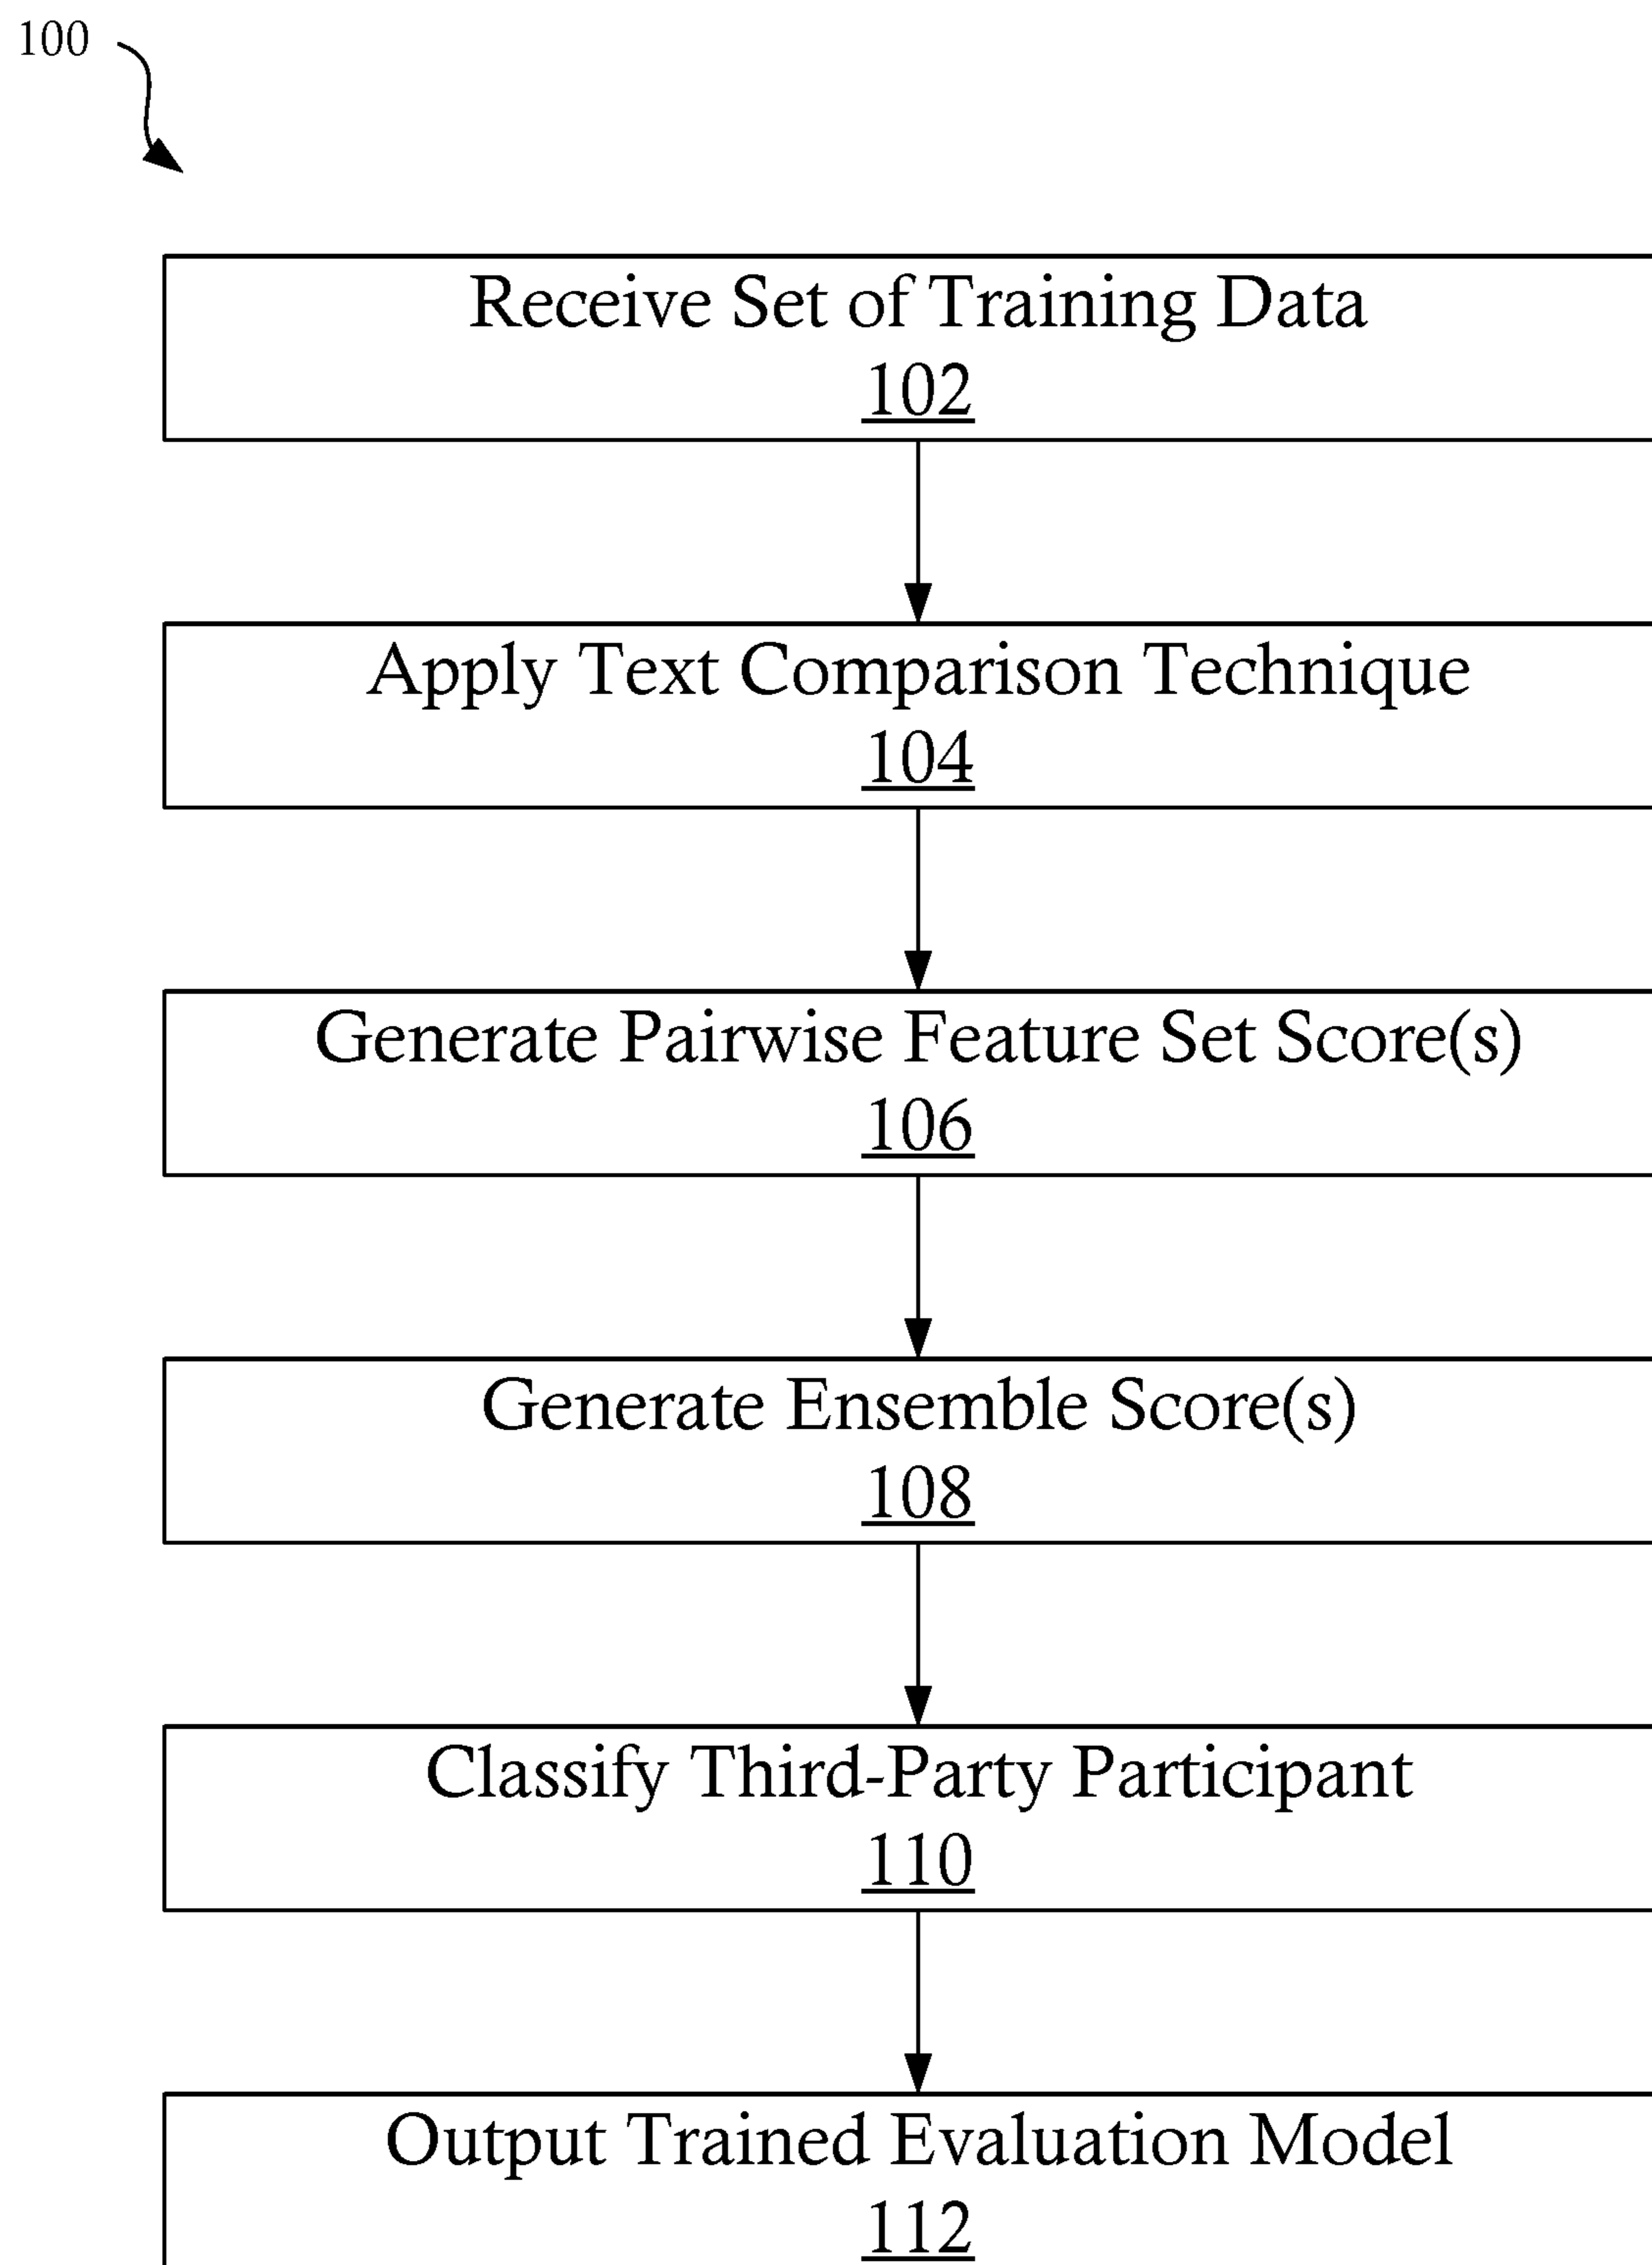 100
Receive Set of Training Data
102
Apply Text Comparison Technique
104
Generate Pairwise Feature Set Score(s)
106
Generate Ensemble Score(s)
108
Classify Third-Party Participant
110
Output Trained Evaluation Model
112